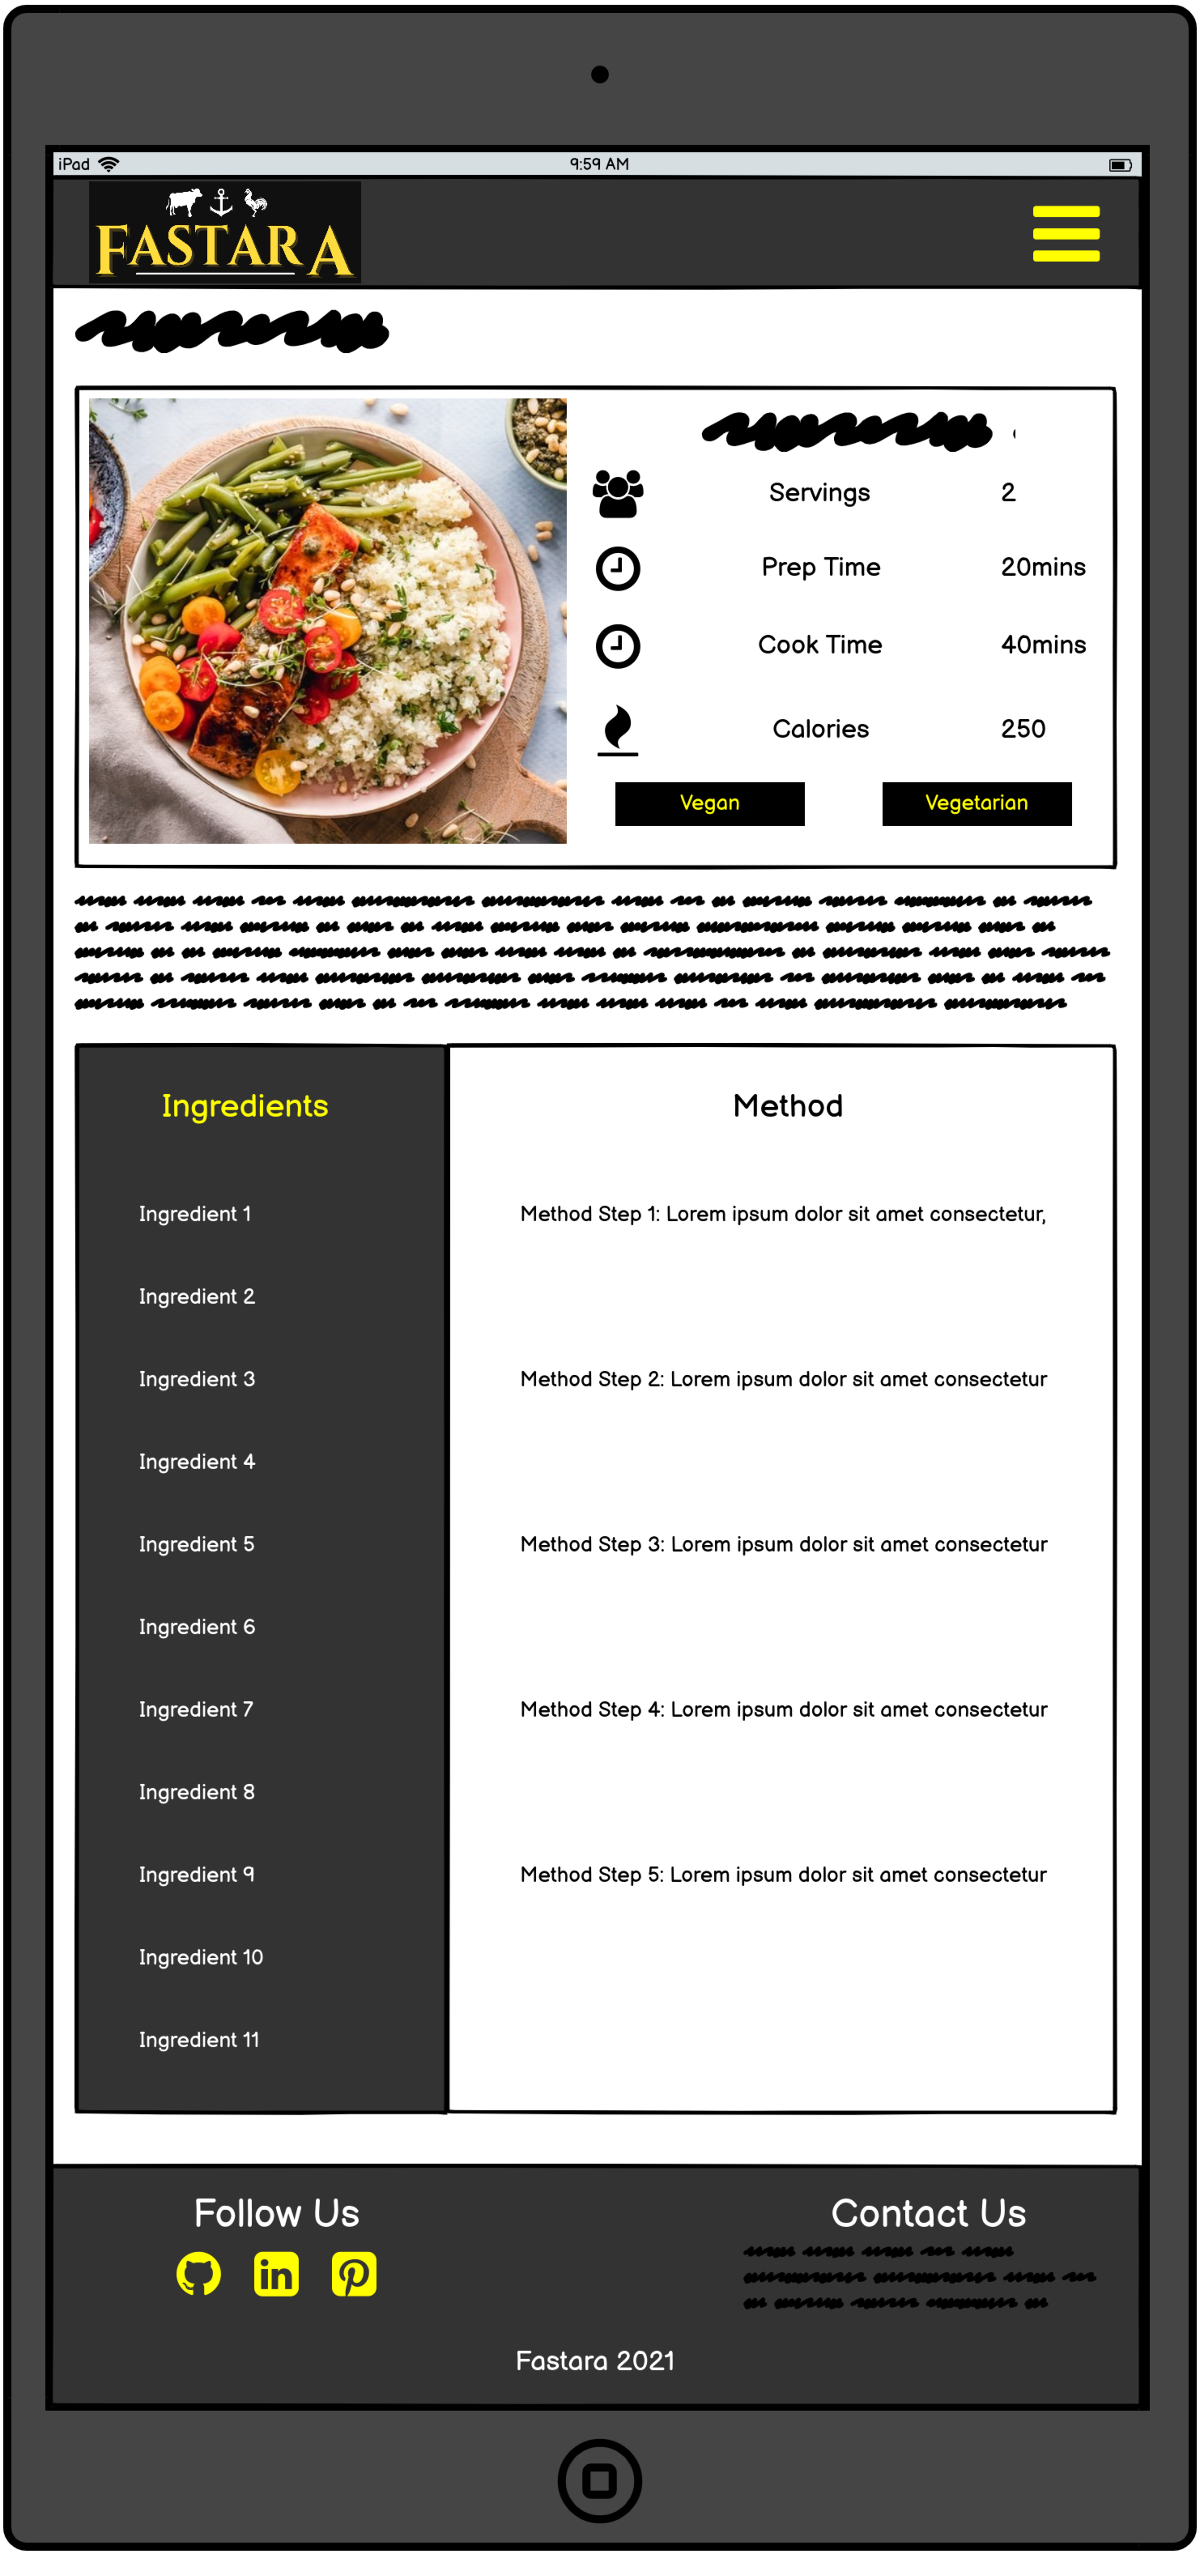 iPad 9:59 AM
FASTARA
Servings 2
Prep Time 20mins
Cook Time 40mins
Calories 250
Vegan Vegetarian
Ingredients
Ingredient 1
Ingredient 2
Ingredient 3
Ingredient 4
Ingredient 5
Ingredient 6
Ingredient 7
Ingredient 8
Ingredient 9
Ingredient 10
Ingredient 11
Method
Method Step 1: Lorem ipsum dolor sit amet consectetur,
Method Step 2: Lorem ipsum dolor sit amet consectetur
Method Step 3: Lorem ipsum dolor sit amet consectetur
Method Step 4: Lorem ipsum dolor sit amet consectetur
Method Step 5: Lorem ipsum dolor sit amet consectetur
Follow Us
in
Contact Us
Fastara 2021